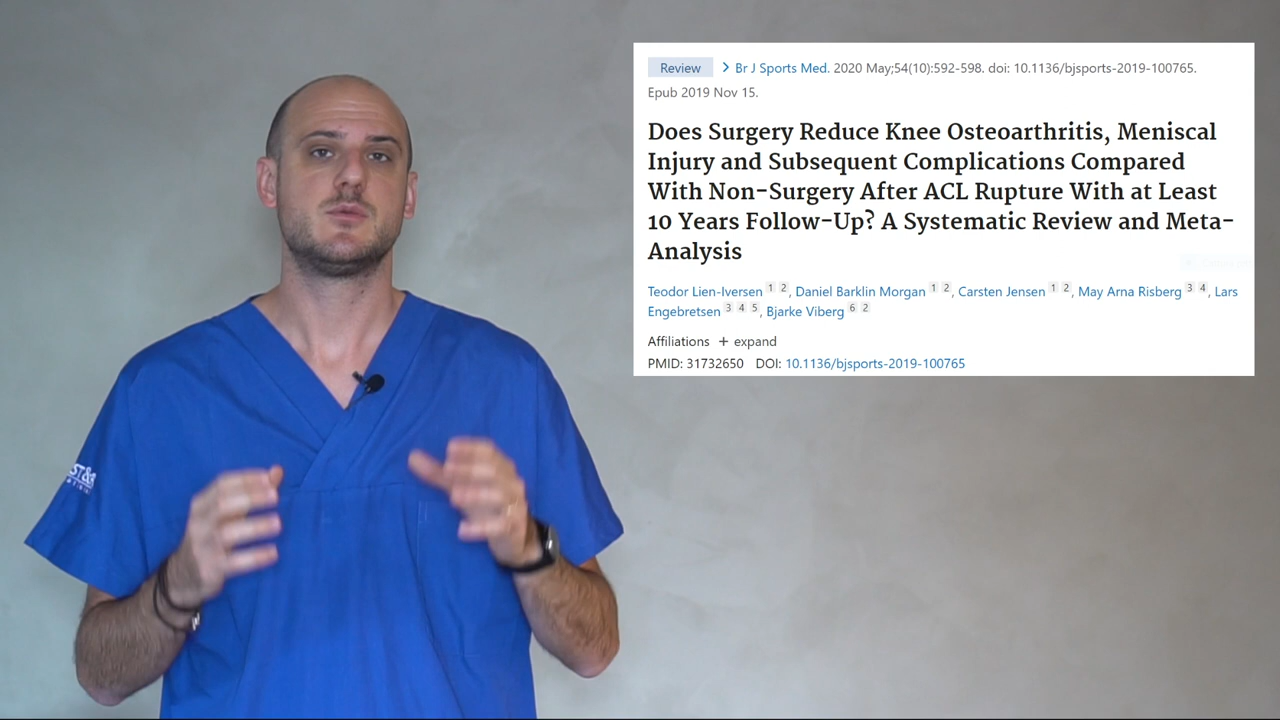 ST&
Review > Br J Sports Med. 2020 May;54(10):592-598. doi: 10.1136/bjsports-2019-100765.
Epub 2019 Nov 15.
Does Surgery Reduce Knee Osteoarthritis, Meniscal
Injury and Subsequent Complications Compared
With Non-Surgery After ACL Rupture With at Least
10 Years Follow-Up? A Systematic Review and Meta-
Analysis
Teodor Lien-Iversen 1 2, Daniel Barklin Morgan 1 2, Carsten Jensen 1 2, May Arna Risberg 3 4, Lars
Engebretsen 3 4 5, Bjarke Viberg 6 2
Affiliations + expand
PMID: 31732650 DOI: 10.1136/bjsports-2019-100765